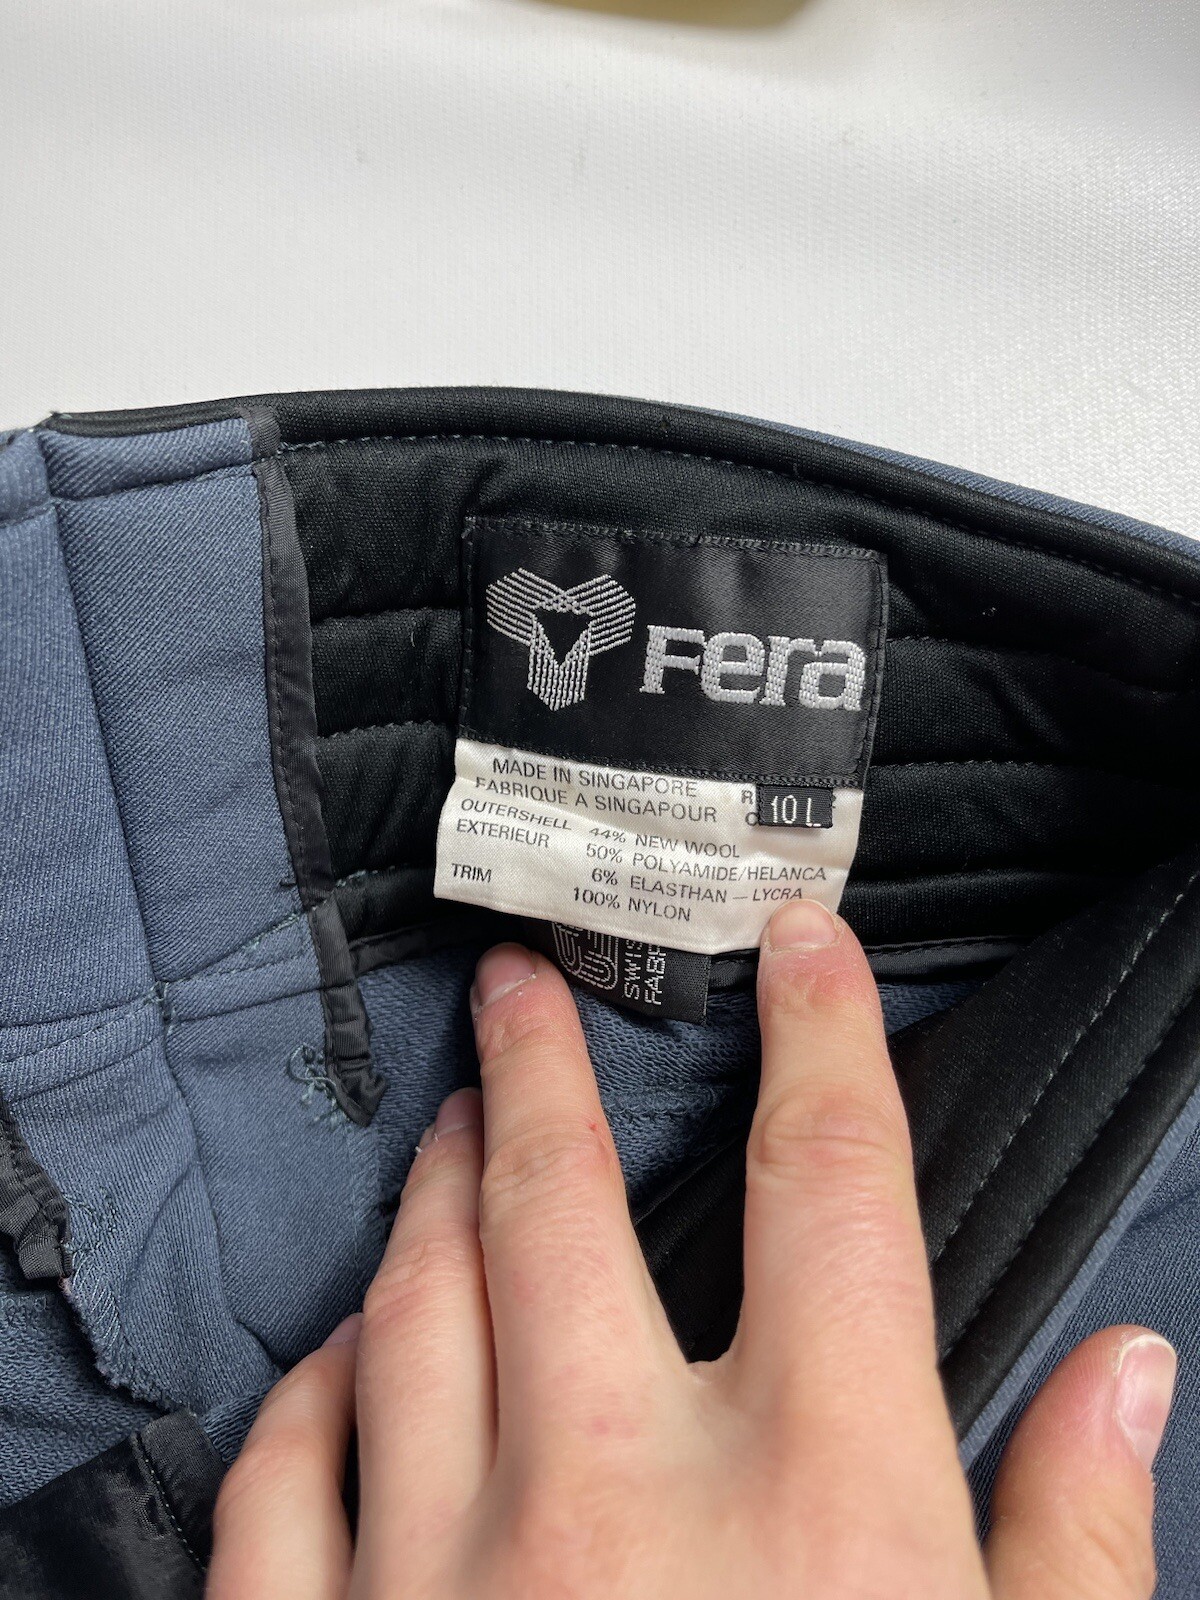 Fera
MADE IN SINGAPORE
FABRIQUE A SINGAPOUR
10 L
OUTERSHELL 44% NEW WOOL
EXTERIEUR 50% POLYAMIDE/HELANCA
6% ELASTHAN – LYCRA
TRIM 100% NYLON